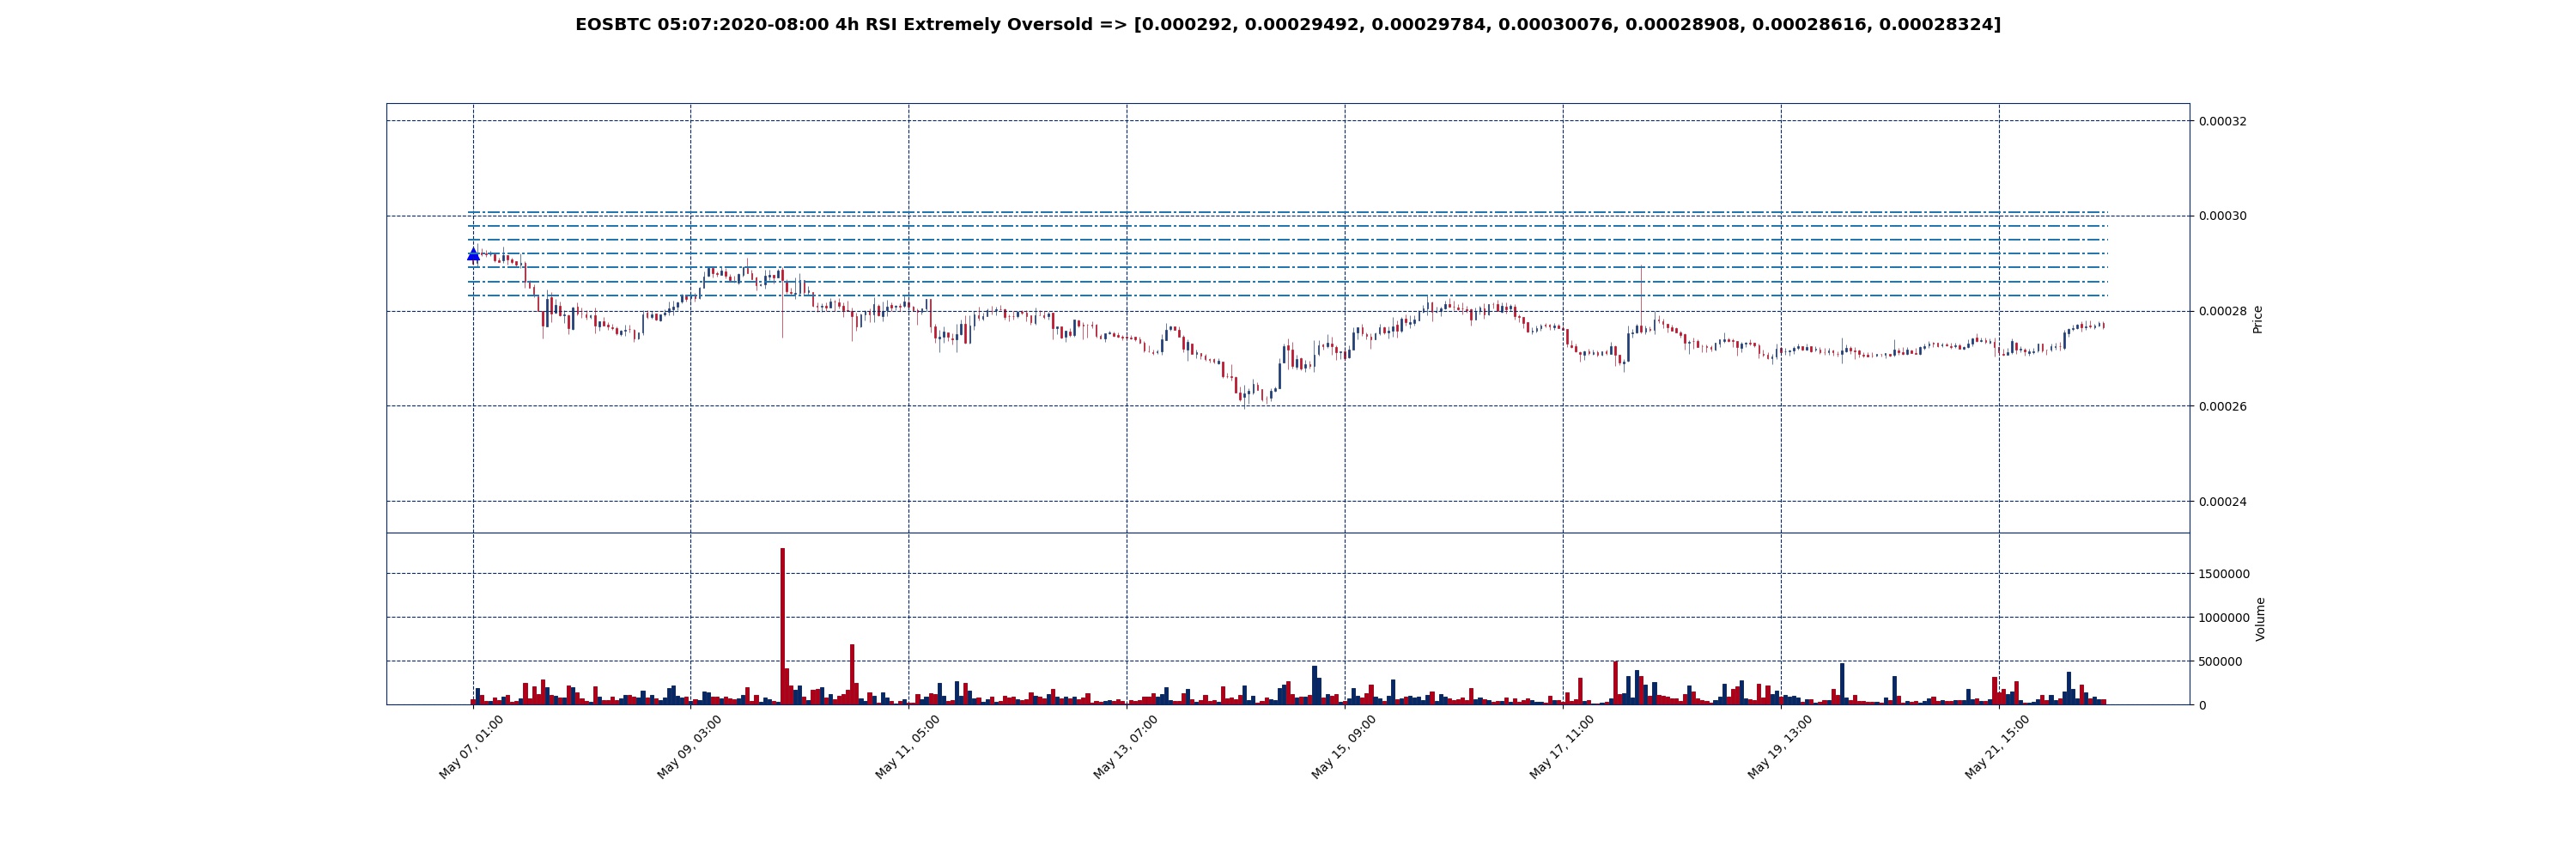 EOSBTC 05:07:2020-08:00 4h RSI Extremely Oversold => [0.000292, 0.00029492, 0.00029784, 0.00030076, 0.00028908, 0.00028616, 0.00028324]
0.00032
0.00030
0.00028
0.00026
0.00024
Price
1500000
1000000
500000
0
Volume
May 07, 01:00
May 09, 03:00
May 11, 05:00
May 13, 07:00
May 15, 09:00
May 17, 11:00
May 19, 13:00
May 21, 15:00